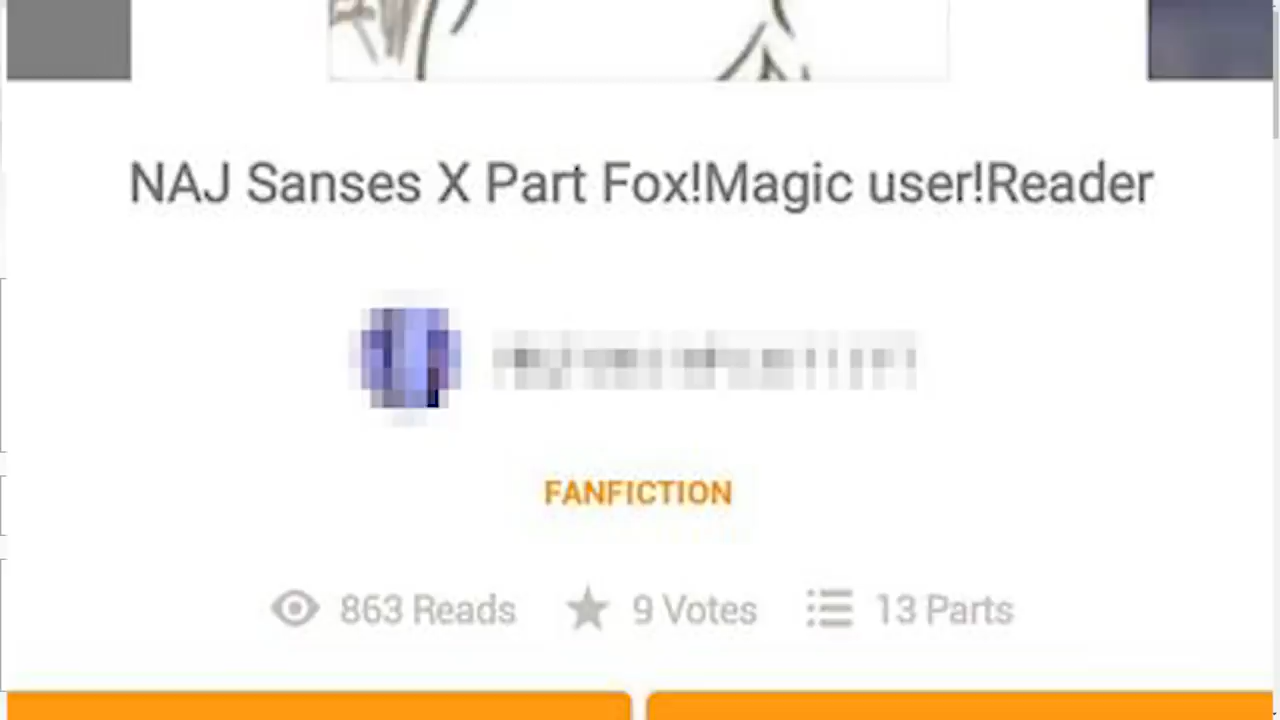 NAJ Sanses X Part Fox!Magic user!Reader
FANFICTION
863 Reads 9 Votes 13 Parts